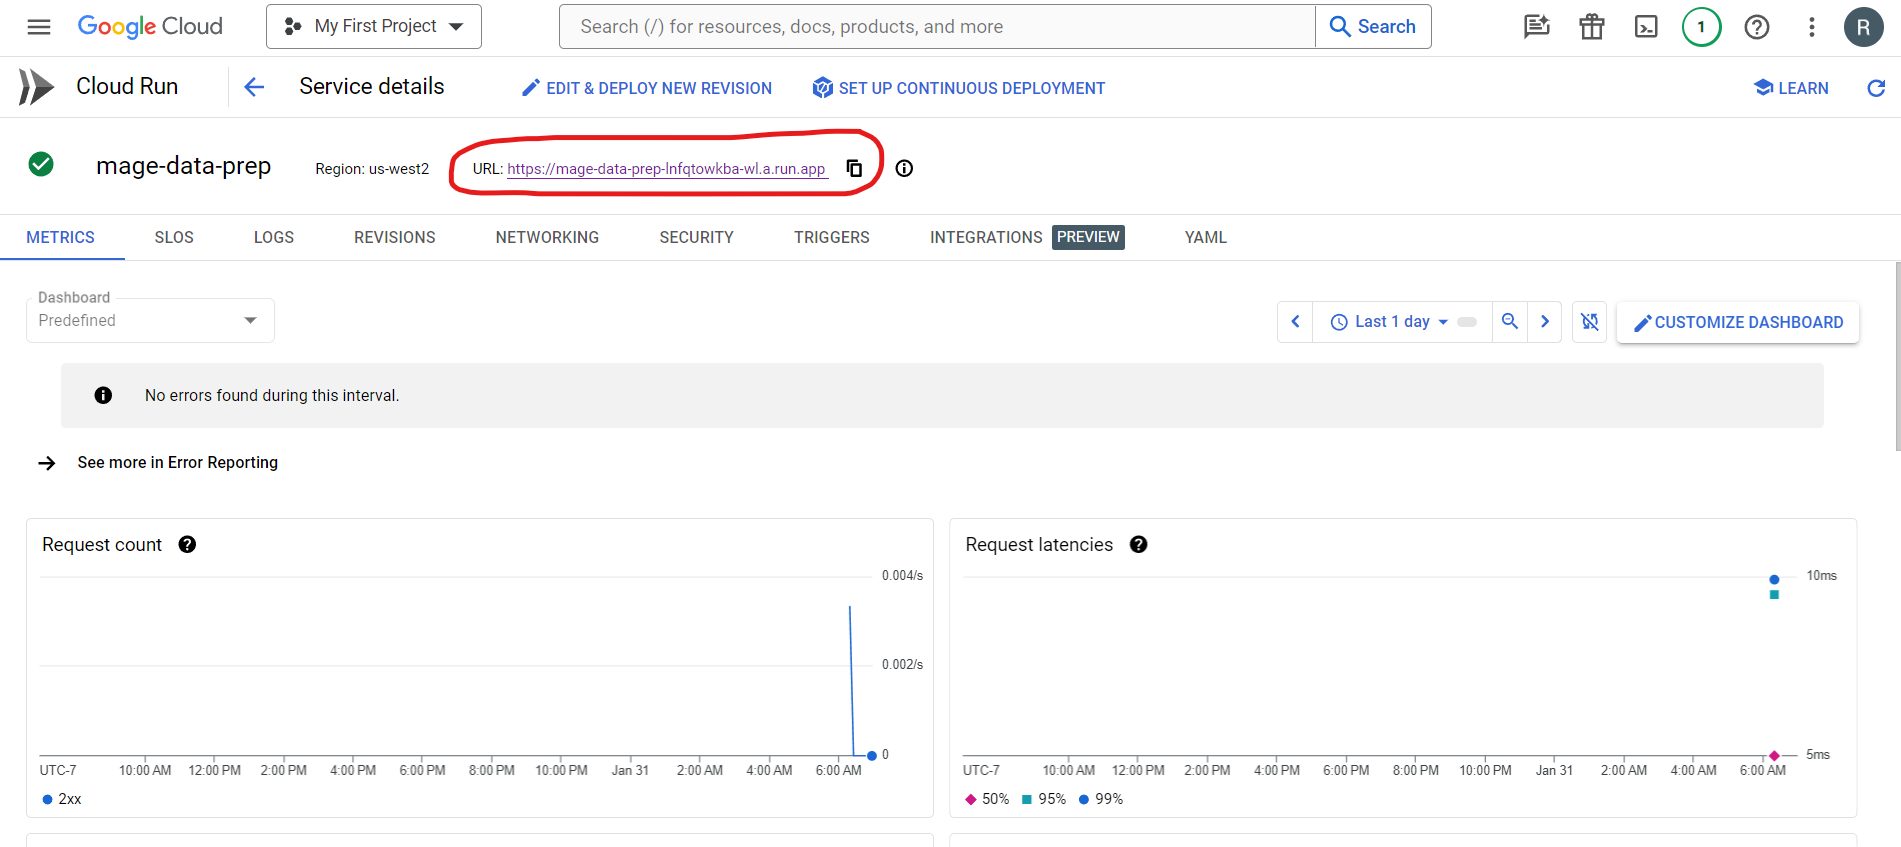 Google Cloud My First Project Search (/) for resources, docs, products, and more Search 1 R
Cloud Run Service details EDIT & DEPLOY NEW REVISION SET UP CONTINUOUS DEPLOYMENT LEARN
mage-data-prep Region: us-west2 URL: https://mage-data-prep-lnfqtowkba-wl.a.run.app
METRICS SLOS LOGS REVISIONS NETWORKING SECURITY TRIGGERS INTEGRATIONS PREVIEW YAML
Dashboard
Predefined Last 1 day CUSTOMIZE DASHBOARD
No errors found during this interval.
See more in Error Reporting
Request count
0.004/s
0.002/s
0
UTC-7 10:00 AM 12:00 PM 2:00 PM 4:00 PM 6:00 PM 8:00 PM 10:00 PM Jan 31 2:00 AM 4:00 AM 6:00 AM
2xx
Request latencies
10ms
5ms
UTC-7 10:00 AM 12:00 PM 2:00 PM 4:00 PM 6:00 PM 8:00 PM 10:00 PM Jan 31 2:00 AM 4:00 AM 6:00 AM
50% 95% 99%